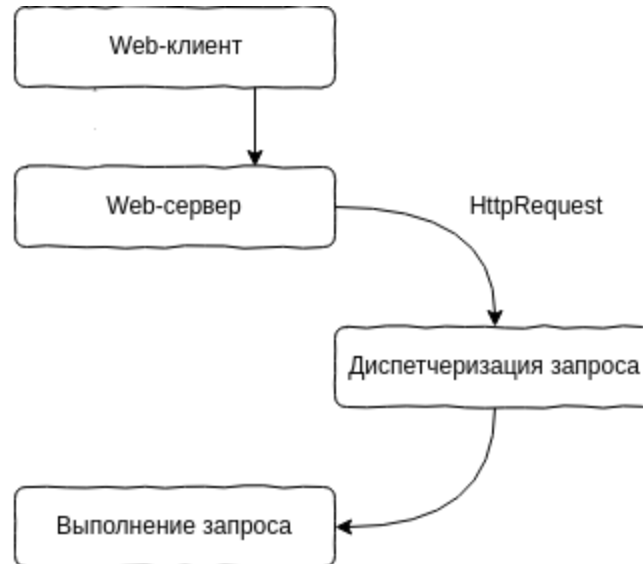 Web-клиент
Web-сервер
HttpRequest
Диспетчеризация запроса
Выполнение запроса